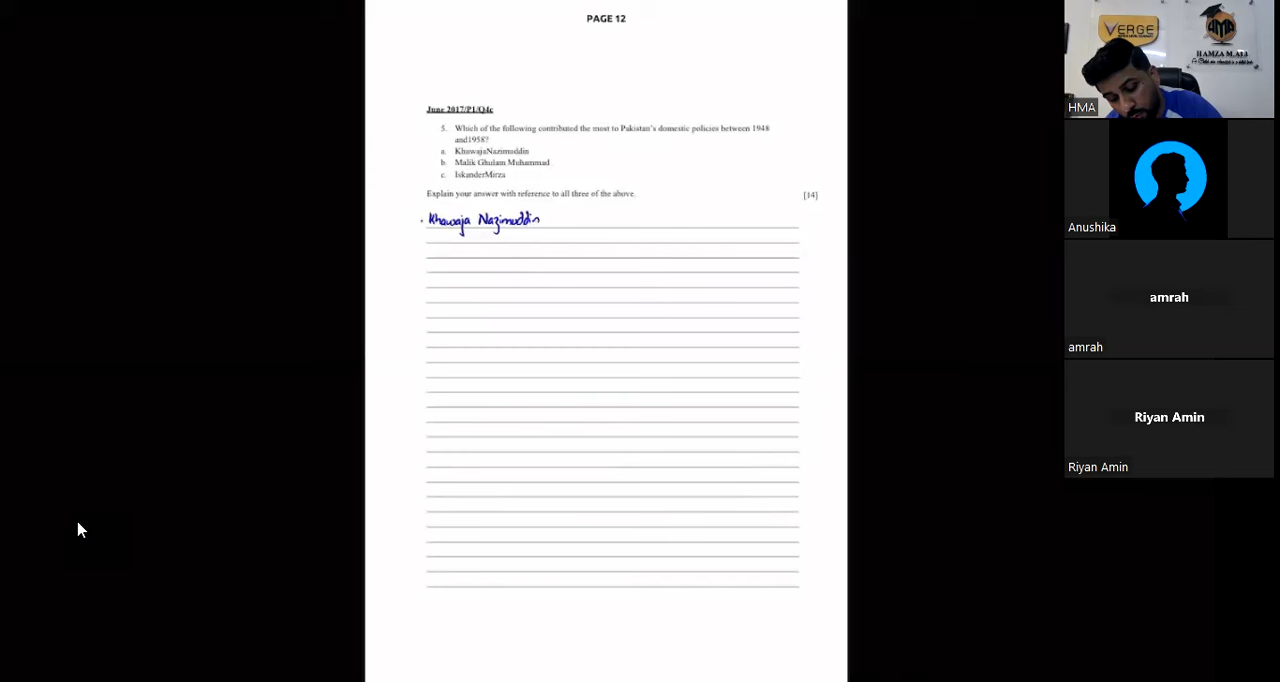 PAGE 12
VERGE
HAMZA M. ALI
HMA
June 2017/P1/Q4c
5. Which of the following contributed the most to Pakistan's domestic policies between 1948
and1958?
a. KhawajaNazimuddin
b. Malik Ghulam Muhammad
c. IskanderMirza
Explain your answer with reference to all three of the above.
[14]
. Khawaja Nazimuddin
Anushika
amrah
amrah
Riyan Amin
Riyan Amin